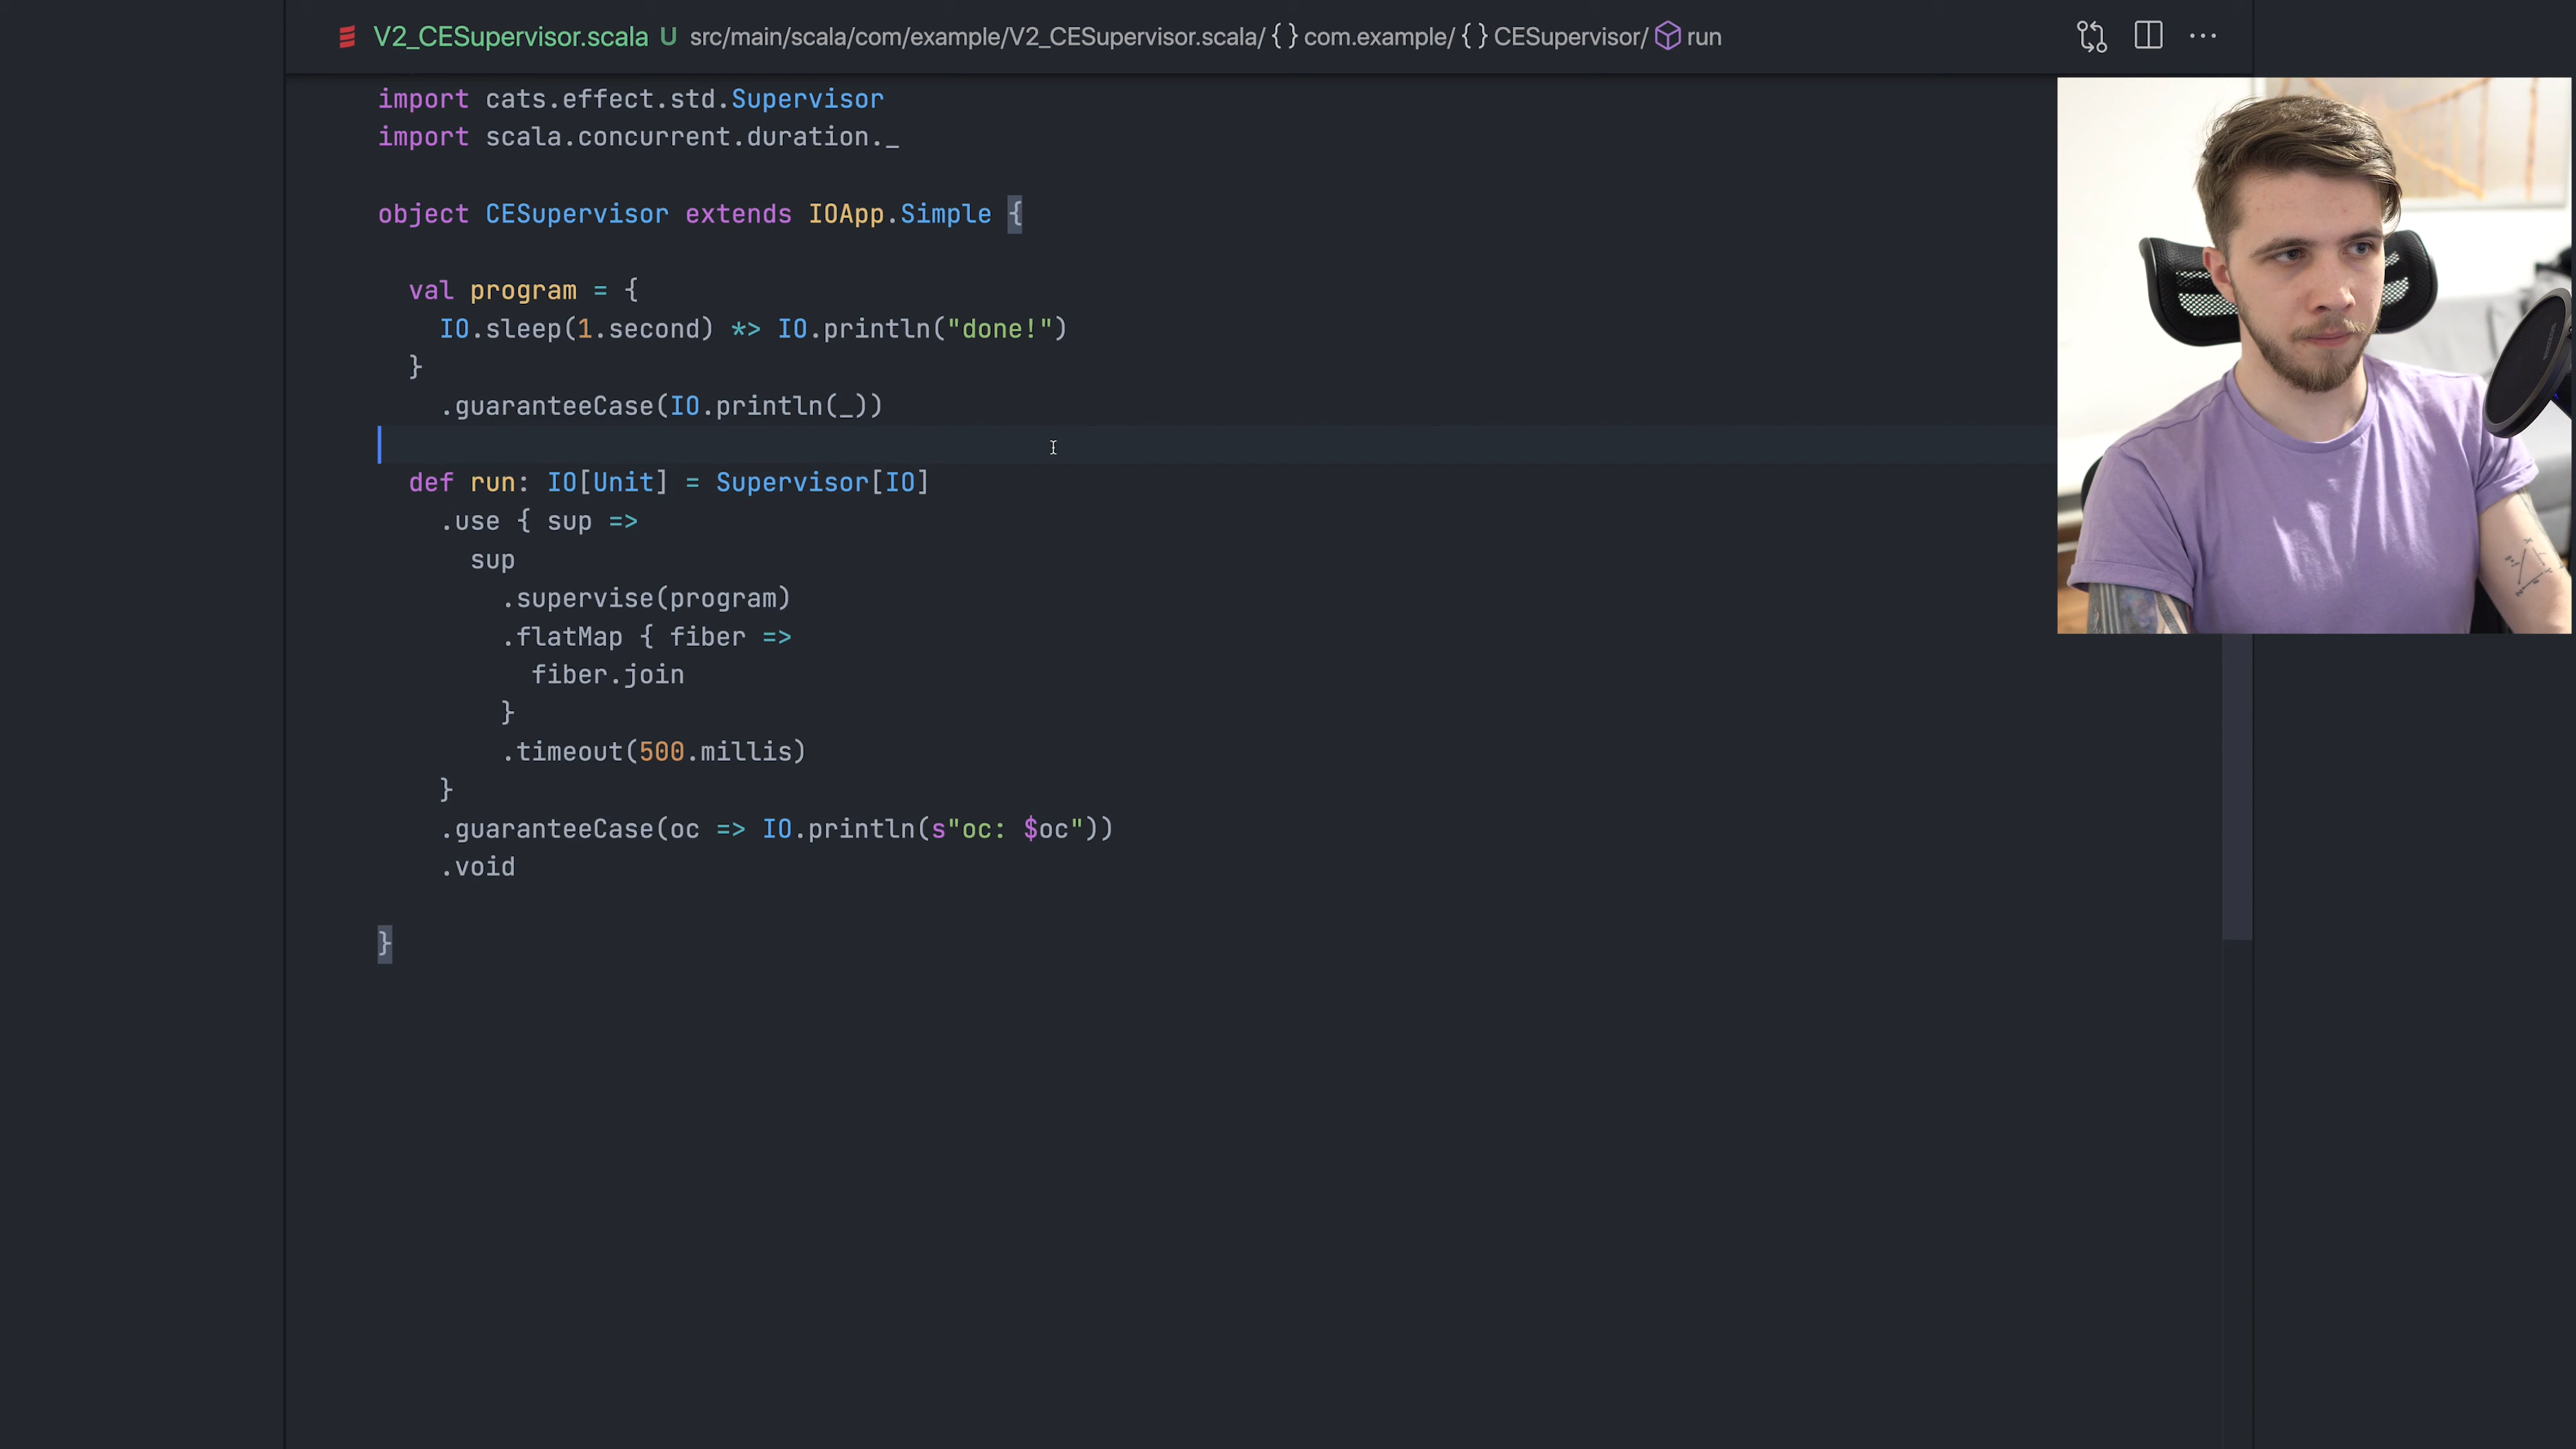 V2_CESupervisor.scala U src/main/scala/com/example/V2_CESupervisor.scala/ {} com.example/ {} CESupervisor/ run
import cats.effect.std.Supervisor
import scala.concurrent.duration._
object CESupervisor extends IOApp.Simple {
val program = {
IO.sleep(1.second) *> IO.println("done!")
}
.guaranteeCase(IO.println(_))
def run: IO[Unit] = Supervisor[IO]
.use { sup =>
sup
.supervise(program)
.flatMap { fiber =>
fiber.join
}
.timeout(500.millis)
}
.guaranteeCase(oc => IO.println(s"oc: $oc"))
.void
}